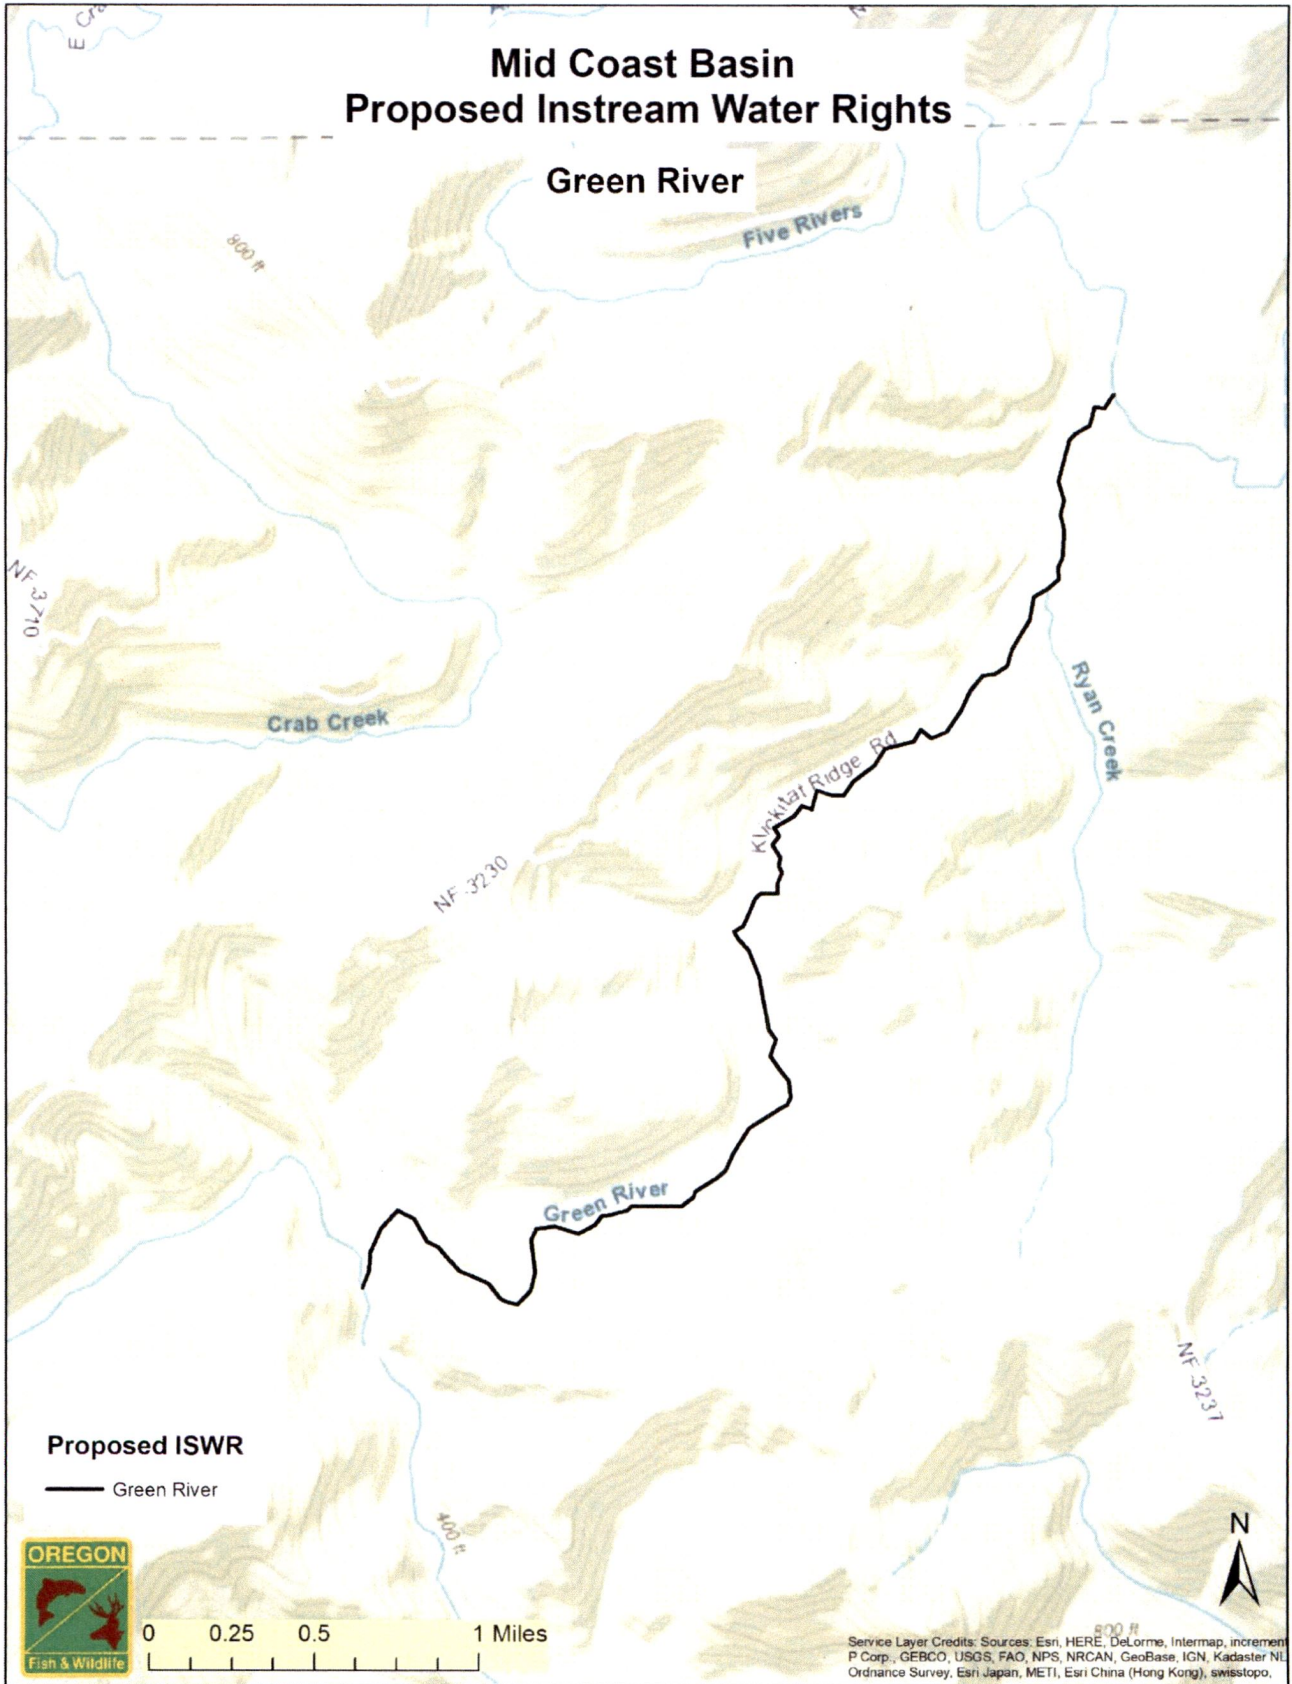 E Cra
Mid Coast Basin
Proposed Instream Water Rights
Green River
Five Rivers
800 ft
NF-3210
Ryan Creek
Crab Creek
Klickitat Ridge Rd
NF-3230
Green River
NF-3237
Proposed ISWR
Green River
400 ft
N
OREGON
Fish & Wildlife
0 0.25 0.5 1 Miles
800 ft
Service Layer Credits: Sources: Esri, HERE, DeLorme, Intermap, increment
P Corp., GEBCO, USGS, FAO, NPS, NRCAN, GeoBase, IGN, Kadaster NL
Ordnance Survey, Esri Japan, METI, Esri China (Hong Kong), swisstopo,